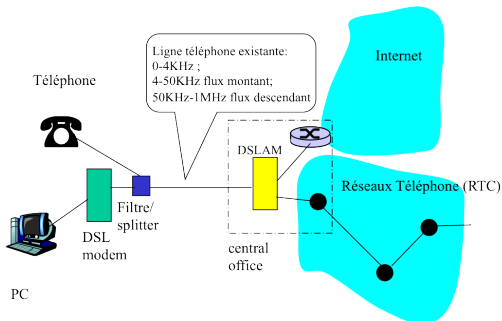 Ligne téléphone existante:
0-4KHz ;
4-50KHz flux montant;
50KHz-1MHz flux descendant
Internet
Téléphone
DSLAM
Réseaux Téléphone (RTC)
Filtre/
splitter
DSL
modem
central
office
PC